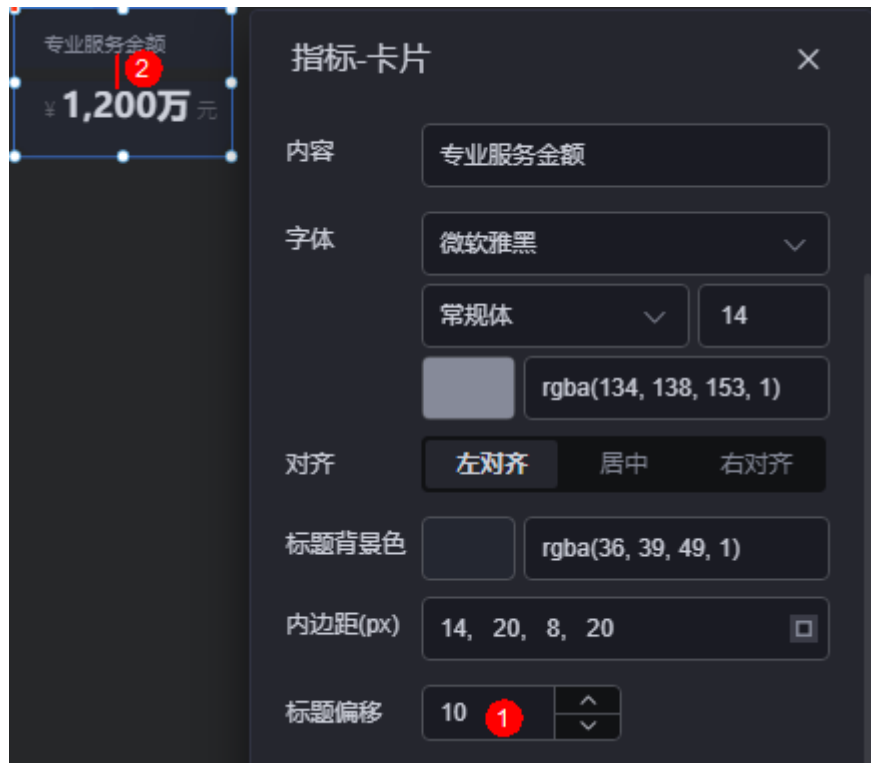 专业服务金额
2
¥ 1,200万 元
指标-卡片
内容
专业服务金额
字体
微软雅黑
常规体
14
rgba(134, 138, 153, 1)
对齐
左对齐 居中 右对齐
标题背景色
rgba(36, 39, 49, 1)
内边距(px)
14, 20, 8, 20
标题偏移
10
1